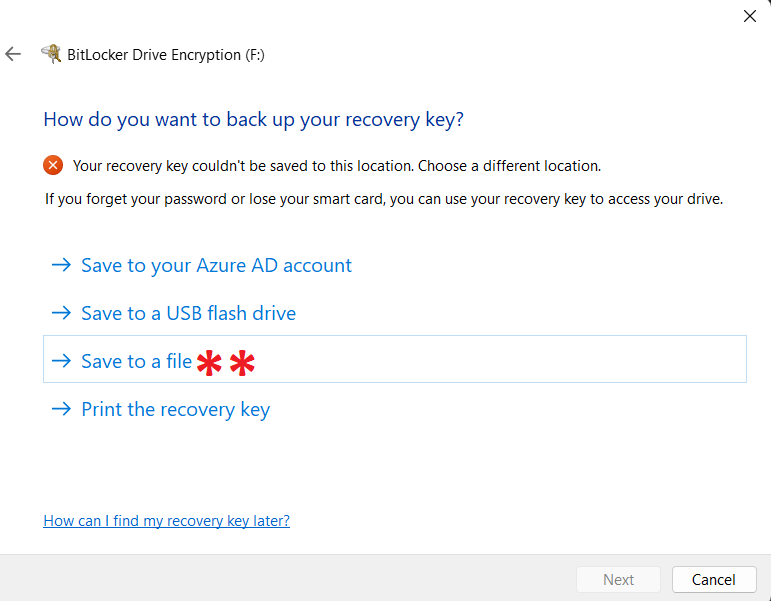 BitLocker Drive Encryption (F:)
How do you want to back up your recovery key?
Your recovery key couldn't be saved to this location. Choose a different location.
If you forget your password or lose your smart card, you can use your recovery key to access your drive.
Save to your Azure AD account
Save to a USB flash drive
Save to a file **
Print the recovery key
How can I find my recovery key later?
Next Cancel